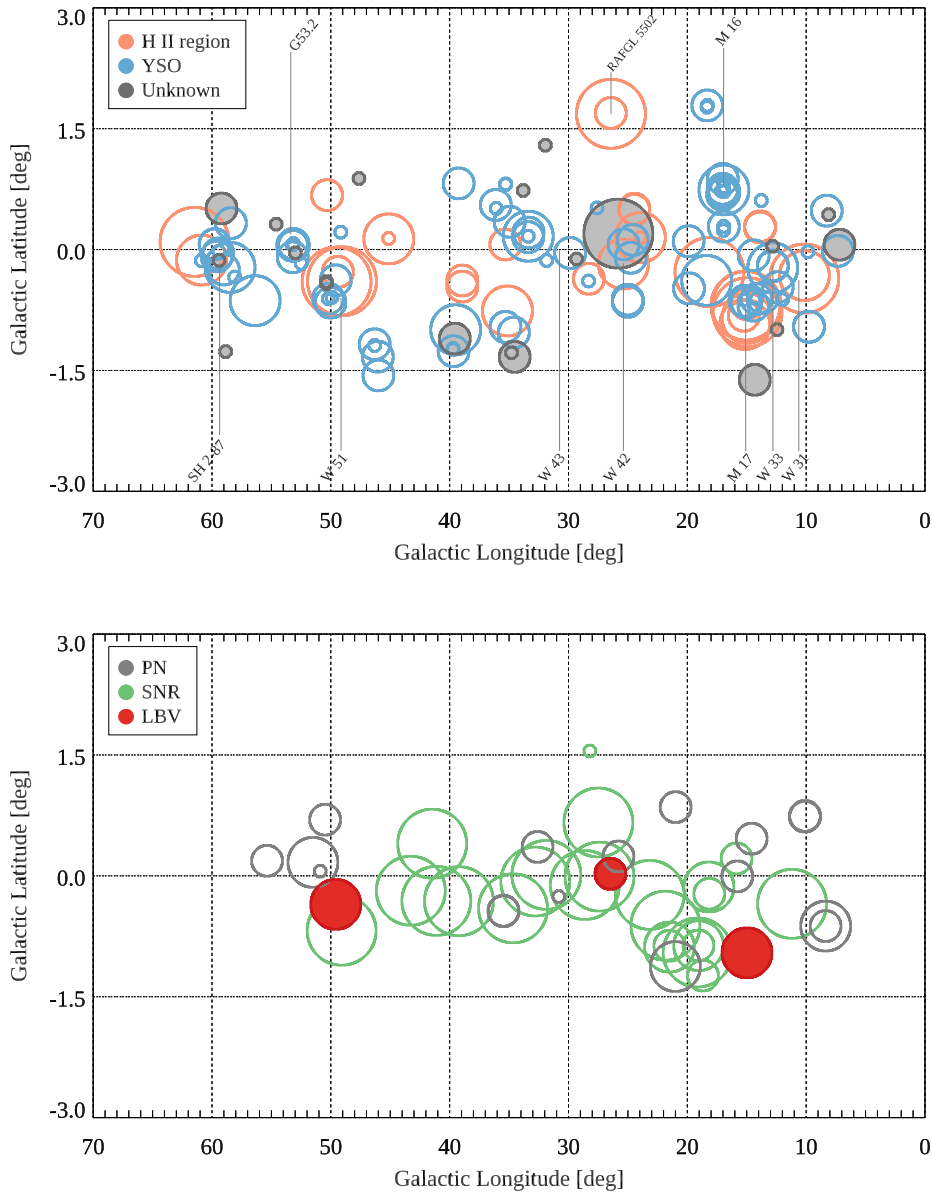 3.0
1.5
0.0
-1.5
-3.0
Galactic Latitude [deg]
H II region
YSO
Unknown
G53.2
RAFGL 5502
M 16
SH 2-87
W 51
W 43
W 42
M 17
W 33
W 31
70 60 50 40 30 20 10 0
Galactic Longitude [deg]
3.0
1.5
0.0
-1.5
-3.0
Galactic Latitude [deg]
PN
SNR
LBV
70 60 50 40 30 20 10 0
Galactic Longitude [deg]